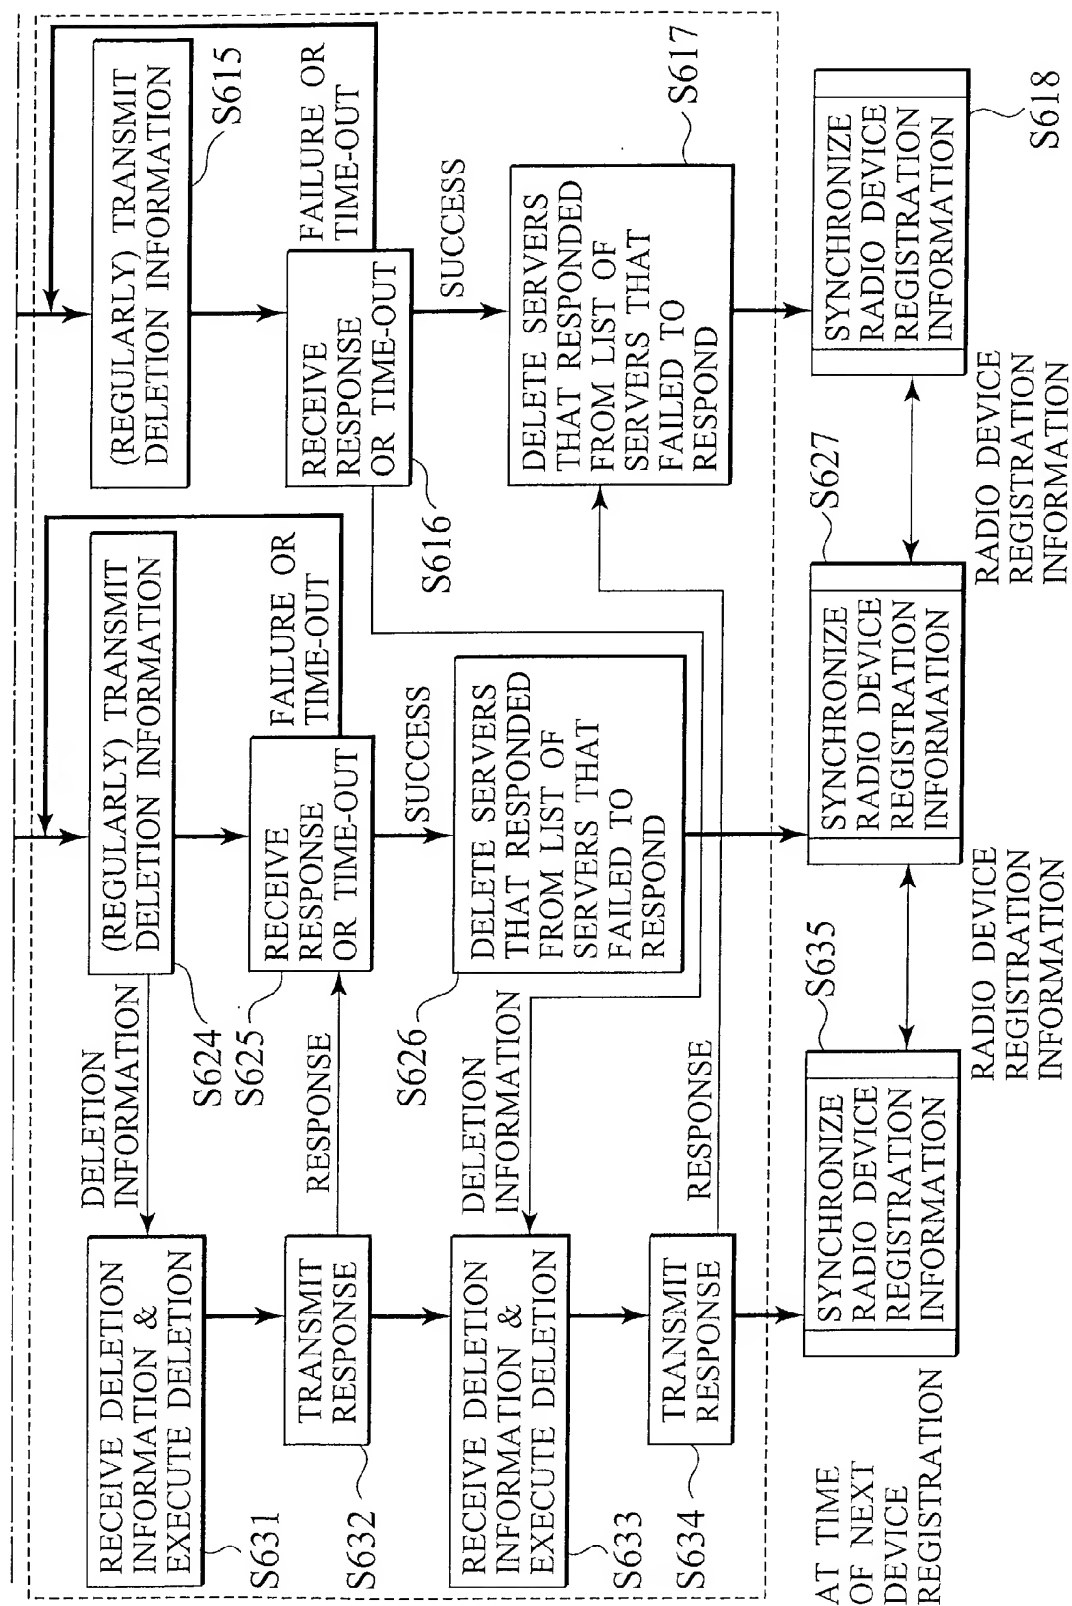 RECEIVE DELETION
INFORMATION &
EXECUTE DELETION
S631
DELETION
INFORMATION
(REGULARLY) TRANSMIT
DELETION INFORMATION
S624
(REGULARLY) TRANSMIT
DELETION INFORMATION
S615
TRANSMIT
RESPONSE
S632
RESPONSE
RECEIVE
RESPONSE
OR TIME-OUT
S625
FAILURE OR
TIME-OUT
RECEIVE
RESPONSE
OR TIME-OUT
S616
FAILURE OR
TIME-OUT
SUCCESS
SUCCESS
RECEIVE DELETION
INFORMATION &
EXECUTE DELETION
S633
DELETION
INFORMATION
DELETE SERVERS
THAT RESPONDED
FROM LIST OF
SERVERS THAT
FAILED TO
RESPOND
S626
DELETE SERVERS
THAT RESPONDED
FROM LIST OF
SERVERS THAT
FAILED TO
RESPOND
S617
TRANSMIT
RESPONSE
S634
RESPONSE
AT TIME
OF NEXT
DEVICE
REGISTRATION
SYNCHRONIZE
RADIO DEVICE
REGISTRATION
INFORMATION
S635
RADIO DEVICE
REGISTRATION
INFORMATION
SYNCHRONIZE
RADIO DEVICE
REGISTRATION
INFORMATION
S627
RADIO DEVICE
REGISTRATION
INFORMATION
SYNCHRONIZE
RADIO DEVICE
REGISTRATION
INFORMATION
S618